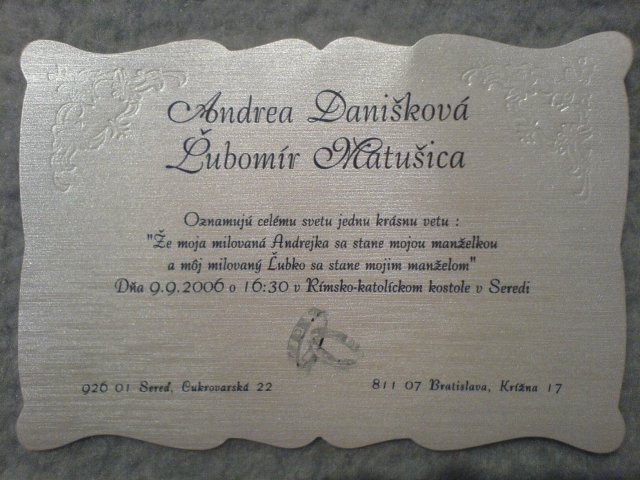 Andrea Danišková
Ľubomír Matušica
Oznamujú celému svetu jednu krásnu vetu :
"Že moja milovaná Andrejka sa stane mojou manželkou
a môj milovaný Ľubko sa stane mojim manželom"
Dňa 9.9.2006 o 16:30 v Rímsko-katolíckom kostole v Seredi
926 01 Sereď, Cukrovarská 22
811 07 Bratislava, Krížna 17